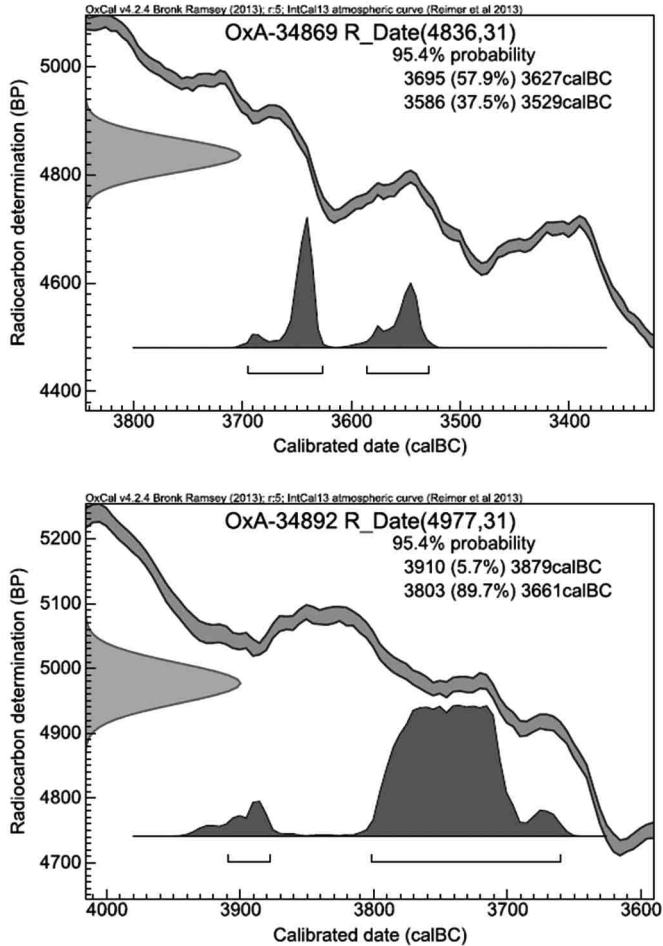 OxCal v4.2.4 Bronk Ramsey (2013); r:5; IntCal13 atmospheric curve (Reimer et al 2013)
OxA-34869 R_Date(4836,31)
95.4% probability
3695 (57.9%) 3627calBC
3586 (37.5%) 3529calBC
Radiocarbon determination (BP)
5000
4800
4600
4400
3800 3700 3600 3500 3400
Calibrated date (calBC)
OxCal v4.2.4 Bronk Ramsey (2013); r:5; IntCal13 atmospheric curve (Reimer et al 2013)
OxA-34892 R_Date(4977,31)
95.4% probability
3910 (5.7%) 3879calBC
3803 (89.7%) 3661calBC
Radiocarbon determination (BP)
5200
5100
5000
4900
4800
4700
4000 3900 3800 3700 3600
Calibrated date (calBC)